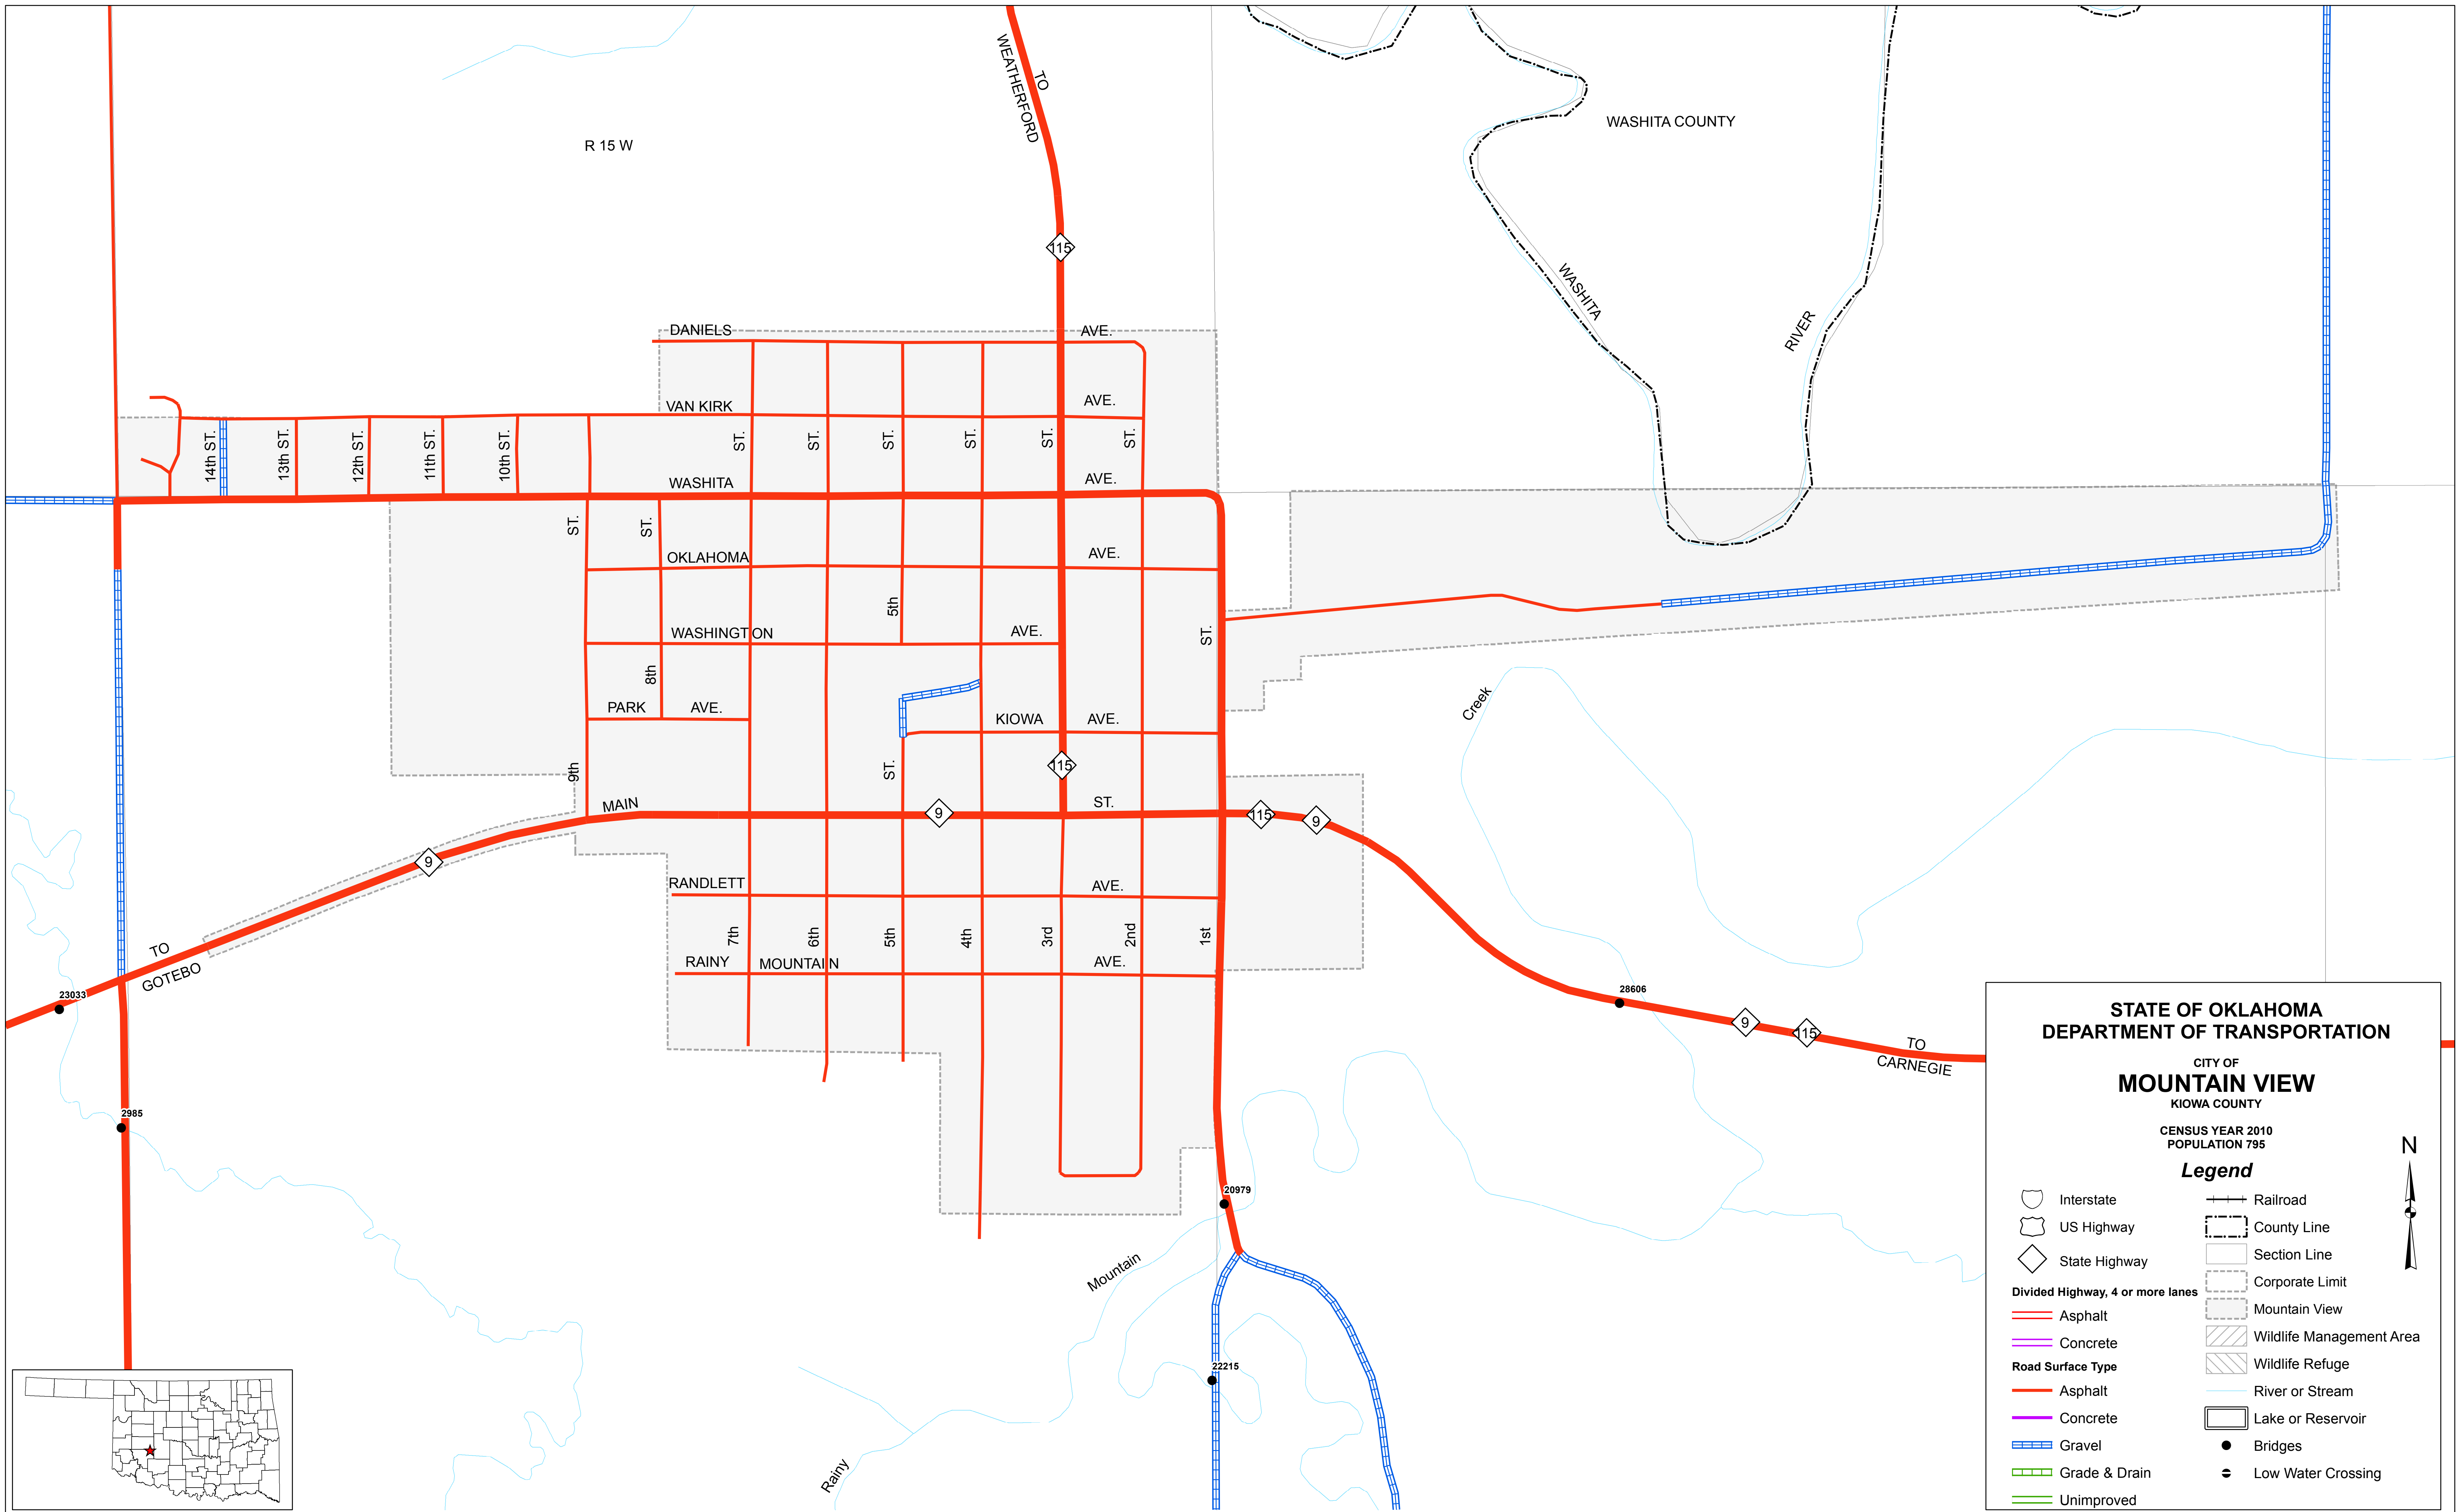 TO
WEATHERFORD
R 15 W
WASHITA COUNTY
115
WASHITA
RIVER
DANIELS AVE.
VAN KIRK AVE.
14th ST.
13th ST.
12th ST.
11th ST.
10th ST.
ST.
ST.
ST.
ST.
ST.
ST.
WASHITA AVE.
ST.
ST.
OKLAHOMA AVE.
5th
WASHINGTON AVE.
ST.
8th
PARK AVE.
KIOWA AVE.
Creek
9th
ST.
115
MAIN ST.
9
115
9
9
RANDLETT AVE.
7th
6th
5th
4th
3rd
2nd
1st
RAINY MOUNTAIN AVE.
TO
GOTEBO
23033
2985
28606
9
115
TO
CARNEGIE
20979
Mountain
22215
Rainy
STATE OF OKLAHOMA
DEPARTMENT OF TRANSPORTATION
CITY OF
MOUNTAIN VIEW
KIOWA COUNTY
CENSUS YEAR 2010
POPULATION 795
N
Legend
Interstate
US Highway
State Highway
Divided Highway, 4 or more lanes
Asphalt
Concrete
Road Surface Type
Asphalt
Concrete
Gravel
Grade & Drain
Unimproved
Railroad
County Line
Section Line
Corporate Limit
Mountain View
Wildlife Management Area
Wildlife Refuge
River or Stream
Lake or Reservoir
Bridges
Low Water Crossing